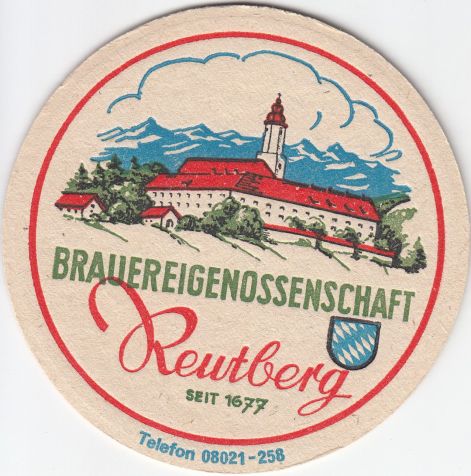 BRAUEREIGENOSSENSCHAFT
Reutberg
SEIT 1677
Telefon 08021-258